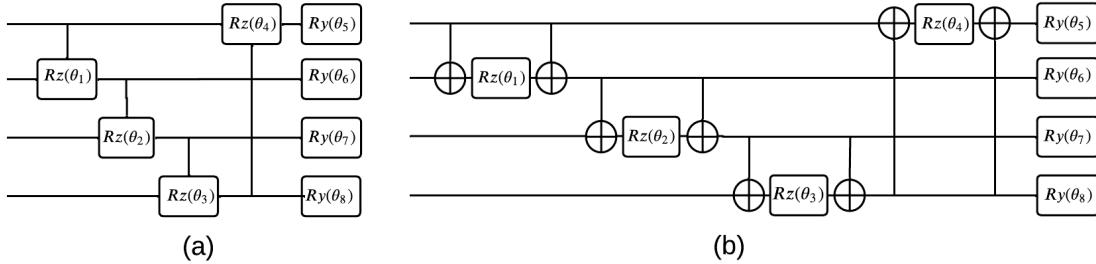 Rz(θ₄) Ry(θ₅) Rz(θ₄) Ry(θ₅)
Rz(θ₁) Ry(θ₆) Rz(θ₁) Ry(θ₆)
Rz(θ₂) Ry(θ₇) Rz(θ₂) Ry(θ₇)
Rz(θ₃) Ry(θ₈) Rz(θ₃) Ry(θ₈)
(a) (b)